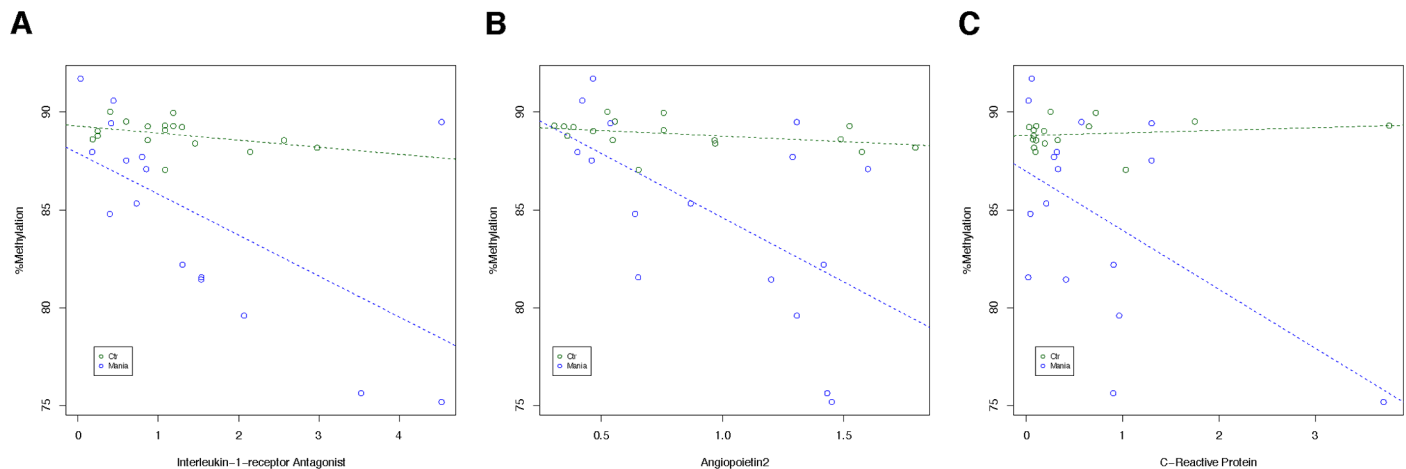 A
B
C
%Methylation
90
85
80
75
Ctr
Mania
0
1
2
3
4
Interleukin−1−receptor Antagonist
%Methylation
90
85
80
75
Ctr
Mania
0.5
1.0
1.5
Angiopoietin2
%Methylation
90
85
80
75
Ctr
Mania
0
1
2
3
C−Reactive Protein